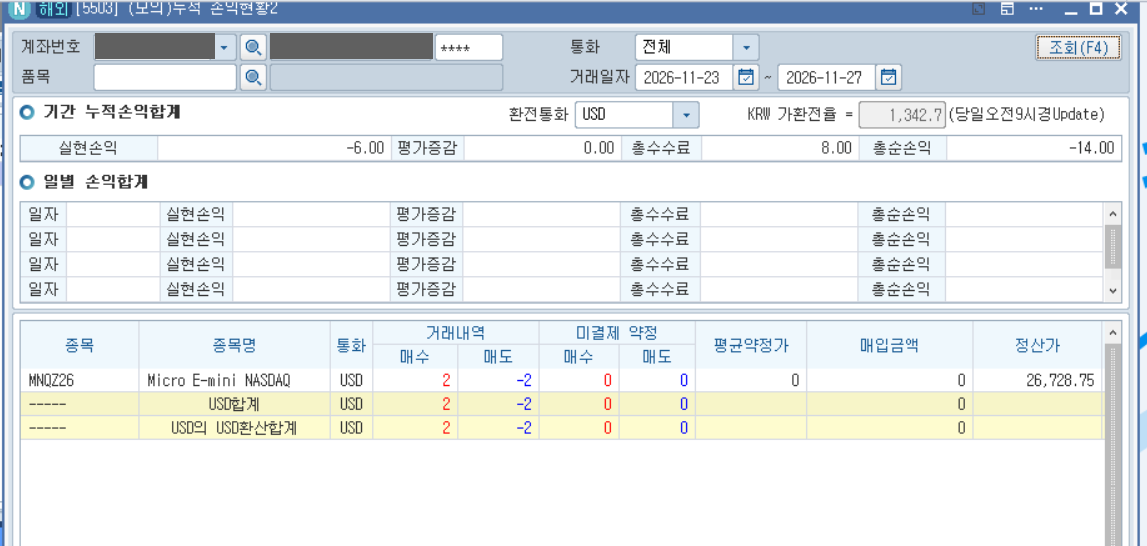 N 해외 [5503] (모의)누적 손익현황2
계좌번호 **** 통화 전체 조회(F4)
품목 거래일자 2026-11-23 ~ 2026-11-27
기간 누적손익합계 환전통화 USD KRW 가환전율 = 1,342.7 (당일오전9시경Update)
실현손익 -6.00 평가증감 0.00 총수수료 8.00 총순손익 -14.00
일별 손익합계
일자 실현손익 평가증감 총수수료 총순손익
일자 실현손익 평가증감 총수수료 총순손익
일자 실현손익 평가증감 총수수료 총순손익
일자 실현손익 평가증감 총수수료 총순손익
종목 종목명 통화 거래내역 미결제 약정 평균약정가 매입금액 정산가
매수 매도 매수 매도
MNQZ26 Micro E-mini NASDAQ USD 2 -2 0 0 0 0 26,728.75
----- USD합계 USD 2 -2 0 0 0
----- USD의 USD환산합계 USD 2 -2 0 0 0